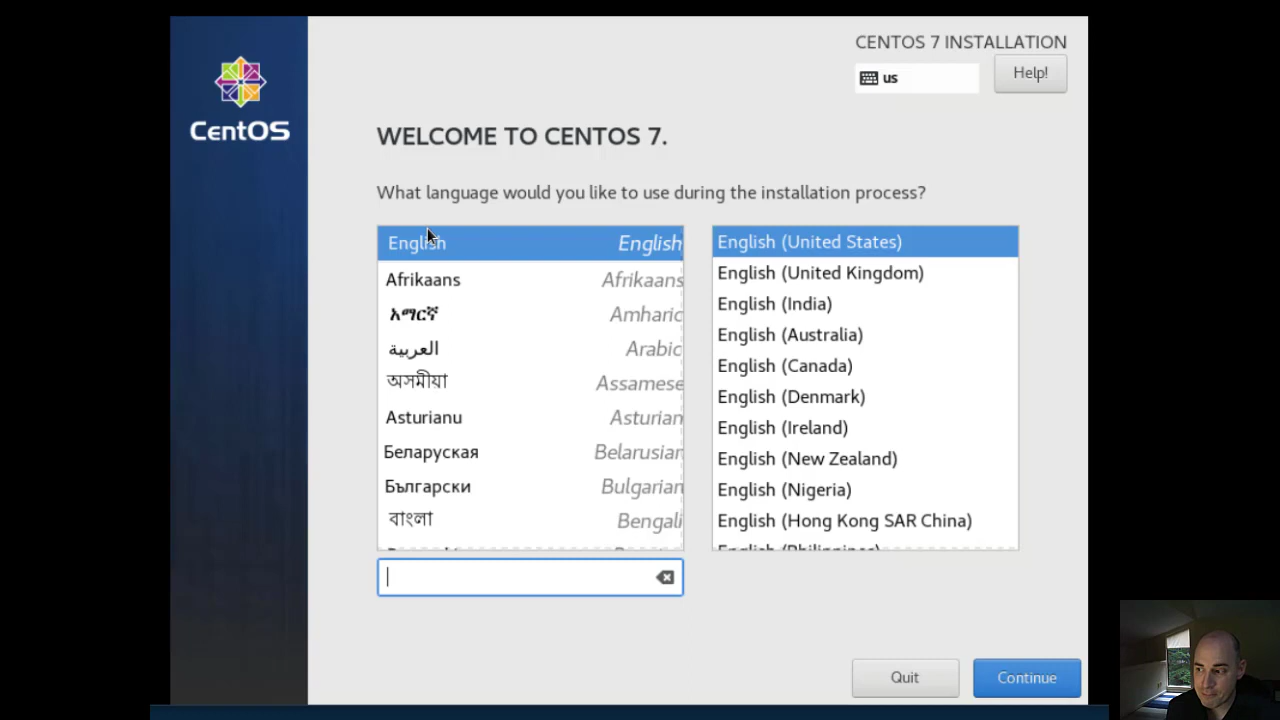 CentOS
CENTOS 7 INSTALLATION
us
Help!
WELCOME TO CENTOS 7.
What language would you like to use during the installation process?
English English
Afrikaans Afrikaans
አማርኛ Amharic
العربية Arabic
অসমীয়া Assamese
Asturianu Asturian
Беларуская Belarusian
Български Bulgarian
বাংলা Bengali
English (United States)
English (United Kingdom)
English (India)
English (Australia)
English (Canada)
English (Denmark)
English (Ireland)
English (New Zealand)
English (Nigeria)
English (Hong Kong SAR China)
English (Philippines)
Quit
Continue